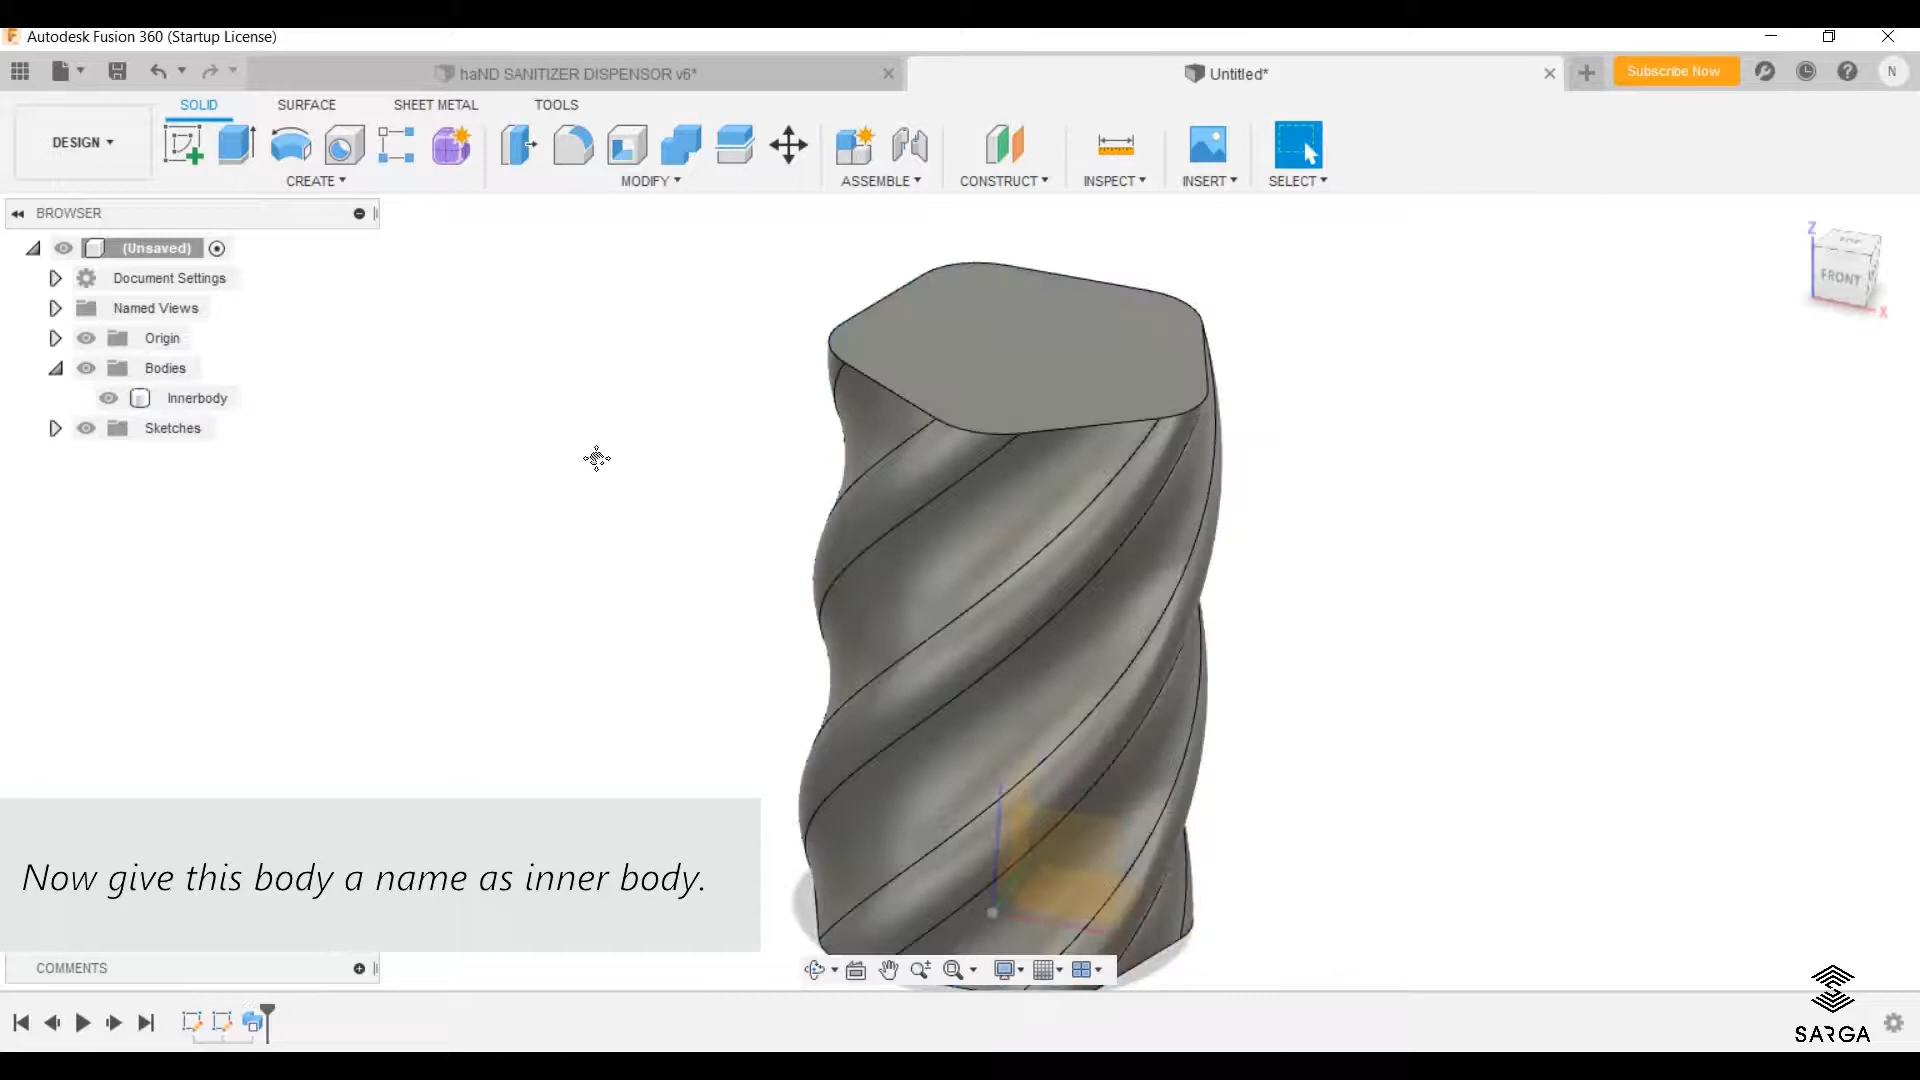 Autodesk Fusion 360 (Startup License)
haND SANITIZER DISPENSOR v6*
Untitled*
Subscribe Now
N
DESIGN
SOLID
SURFACE
SHEET METAL
TOOLS
CREATE
MODIFY
ASSEMBLE
CONSTRUCT
INSPECT
INSERT
SELECT
BROWSER
(Unsaved)
Document Settings
Named Views
Origin
Bodies
Innerbody
Sketches
Z
TOP
FRONT
X
Now give this body a name as inner body.
COMMENTS
SARGA